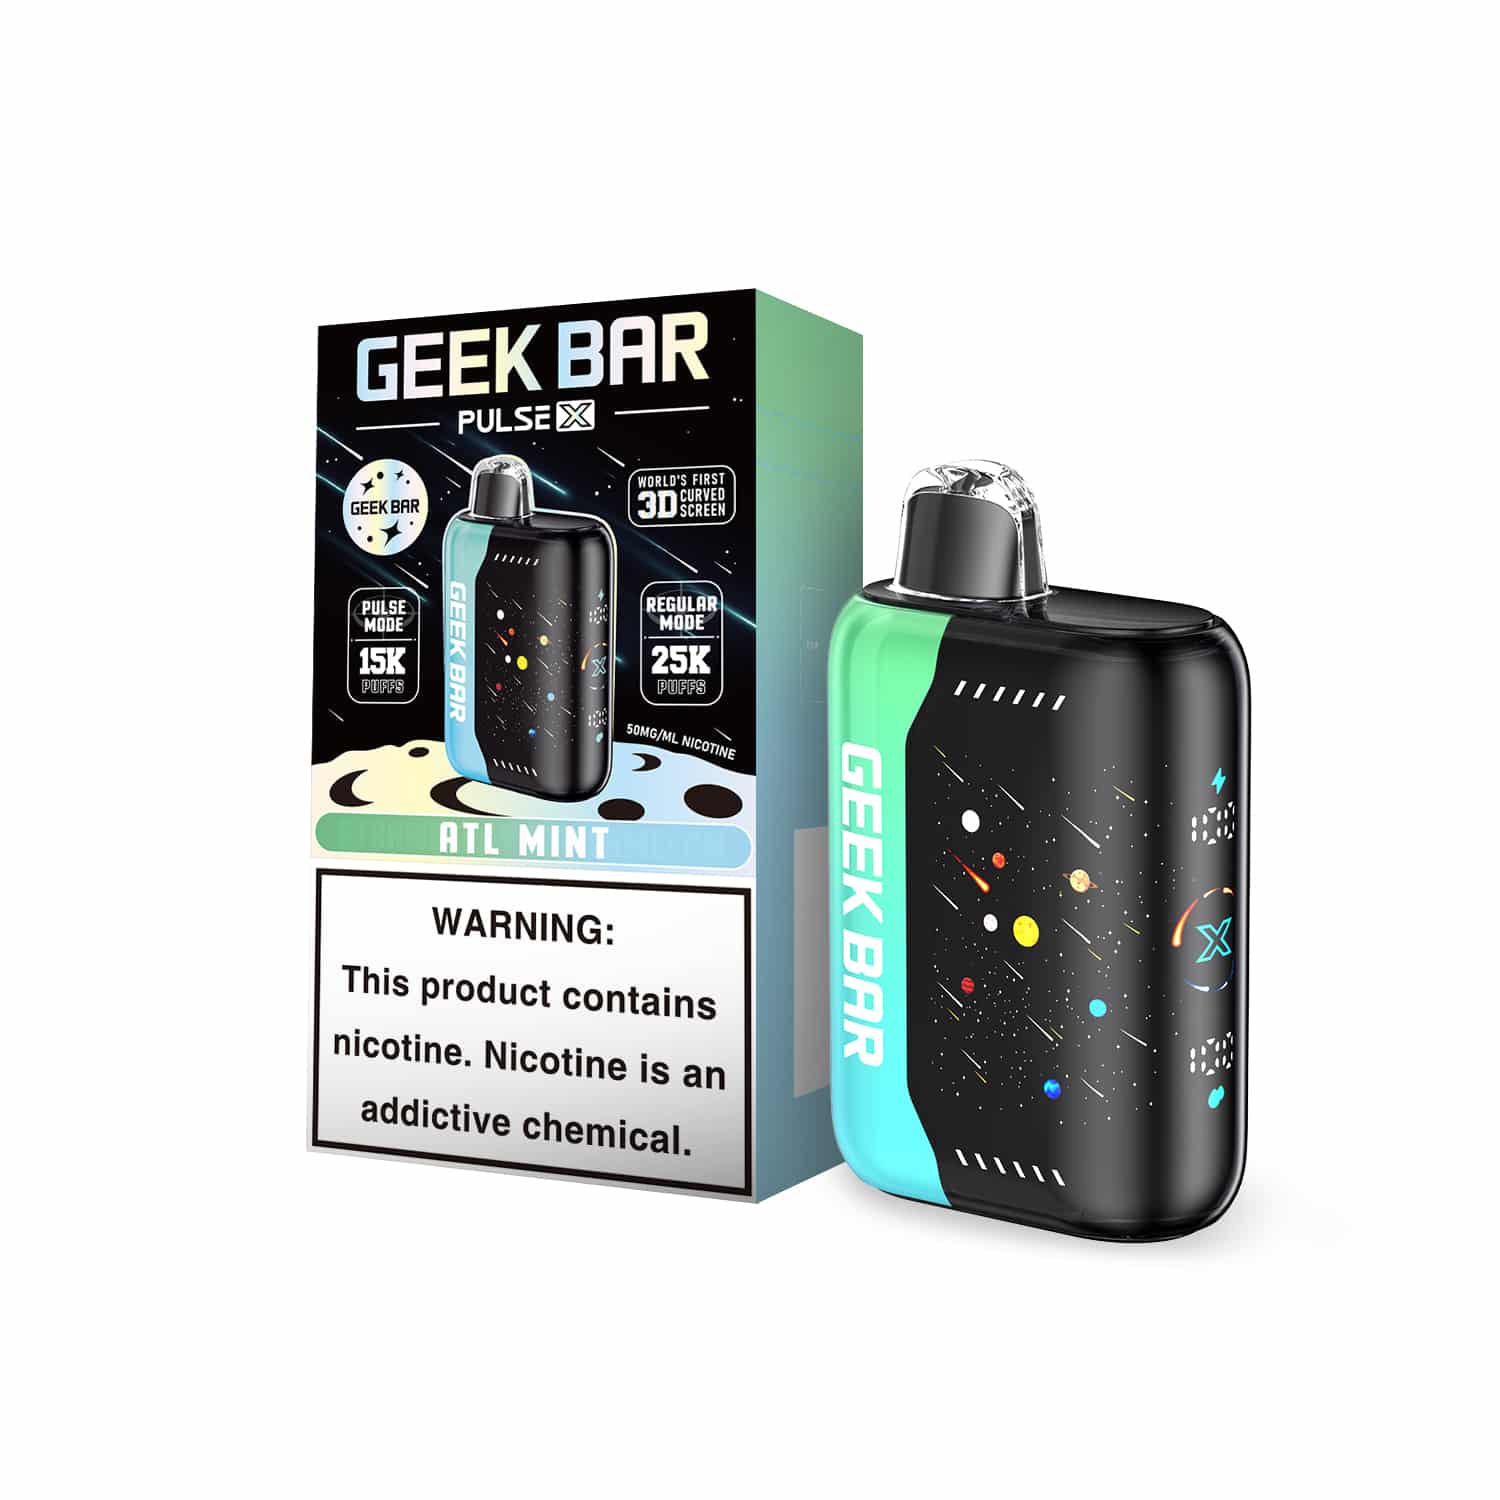 GEEK BAR
PULSE X
GEEK BAR
WORLD'S FIRST
3D CURVED
SCREEN
PULSE
MODE
15K
PUFFS
REGULAR
MODE
25K
PUFFS
GEEK BAR
X
50MG/ML NICOTINE
ATL MINT
WARNING:
This product contains
nicotine. Nicotine is an
addictive chemical.
GEEK BAR
X